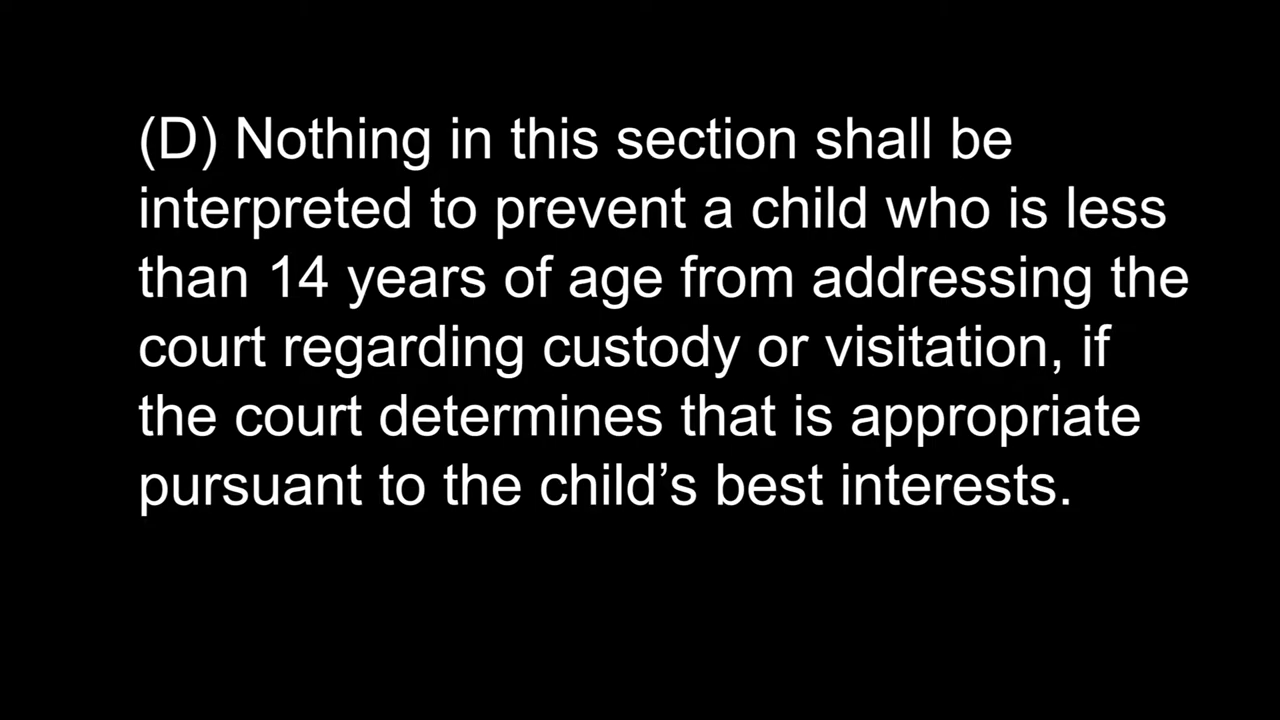 (D) Nothing in this section shall be
interpreted to prevent a child who is less
than 14 years of age from addressing the
court regarding custody or visitation, if
the court determines that is appropriate
pursuant to the child’s best interests.